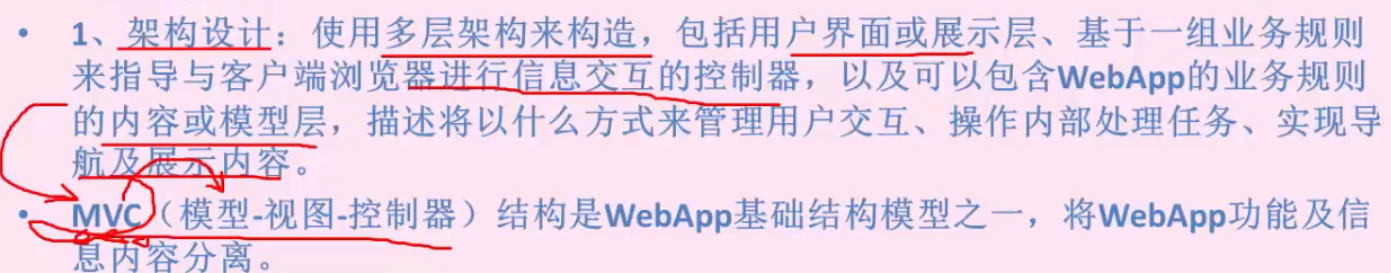 • 1、架构设计：使用多层架构来构造，包括用户界面或展示层、基于一组业务规则
来指导与客户端浏览器进行信息交互的控制器，以及可以包含WebApp的业务规则
的内容或模型层，描述将以什么方式来管理用户交互、操作内部处理任务、实现导
航及展示内容。
• MVC（模型-视图-控制器）结构是WebApp基础结构模型之一，将WebApp功能及信
息内容分离。